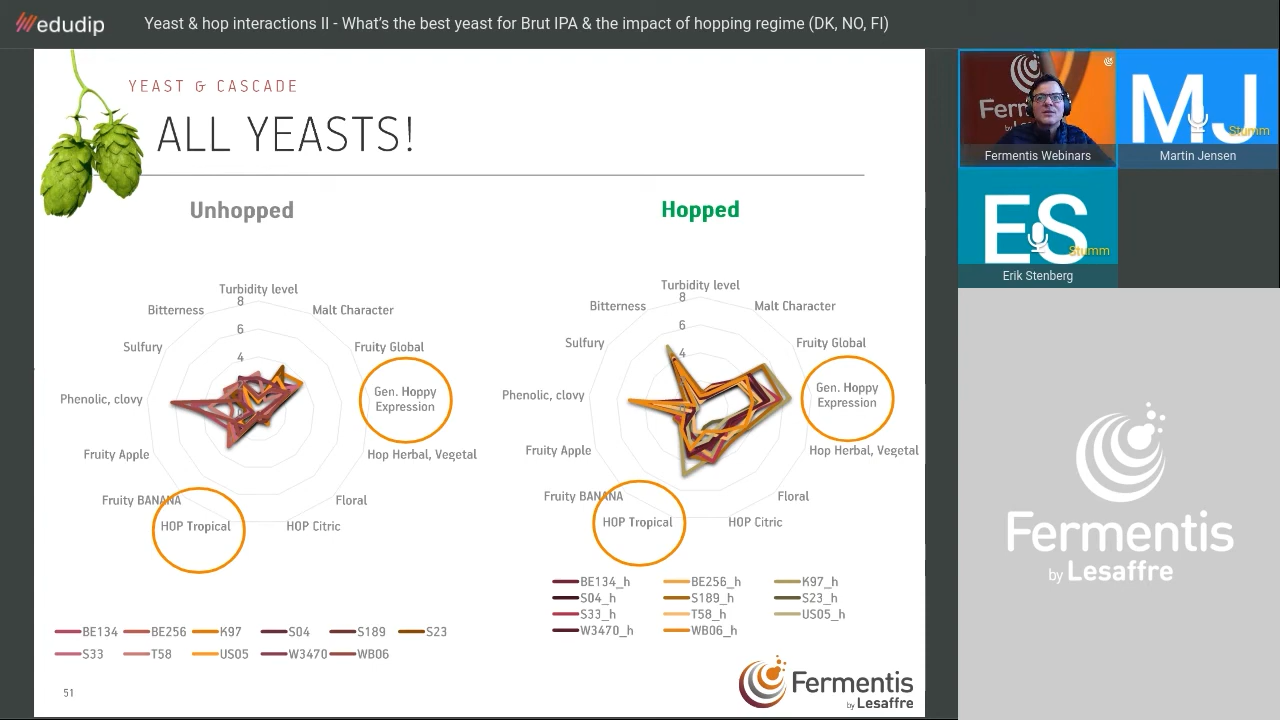 edudip
Yeast & hop interactions II - What's the best yeast for Brut IPA & the impact of hopping regime (DK, NO, FI)
YEAST & CASCADE
ALL YEASTS!
Unhopped
Turbidity level
8
6
4
Malt Character
Fruity Global
Gen. Hoppy
Expression
Hop Herbal, Vegetal
Floral
HOP Citric
HOP Tropical
Fruity BANANA
Fruity Apple
Phenolic, clovy
Sulfury
Bitterness
BE134 BE256 K97 S04 S189 S23
S33 T58 US05 W3470 WB06
Hopped
Turbidity level
8
6
4
Malt Character
Fruity Global
Gen. Hoppy
Expression
Hop Herbal, Vegetal
Floral
HOP Citric
HOP Tropical
Fruity BANANA
Fruity Apple
Phenolic, clovy
Sulfury
Bitterness
BE134_h BE256_h K97_h
S04_h S189_h S23_h
S33_h T58_h US05_h
W3470_h WB06_h
51
Fermentis
by Lesaffre
Fermentis
by Lesaffre
Fermentis Webinars
MJ
Stumm
Martin Jensen
ES
Stumm
Erik Stenberg
Fermentis
by Lesaffre